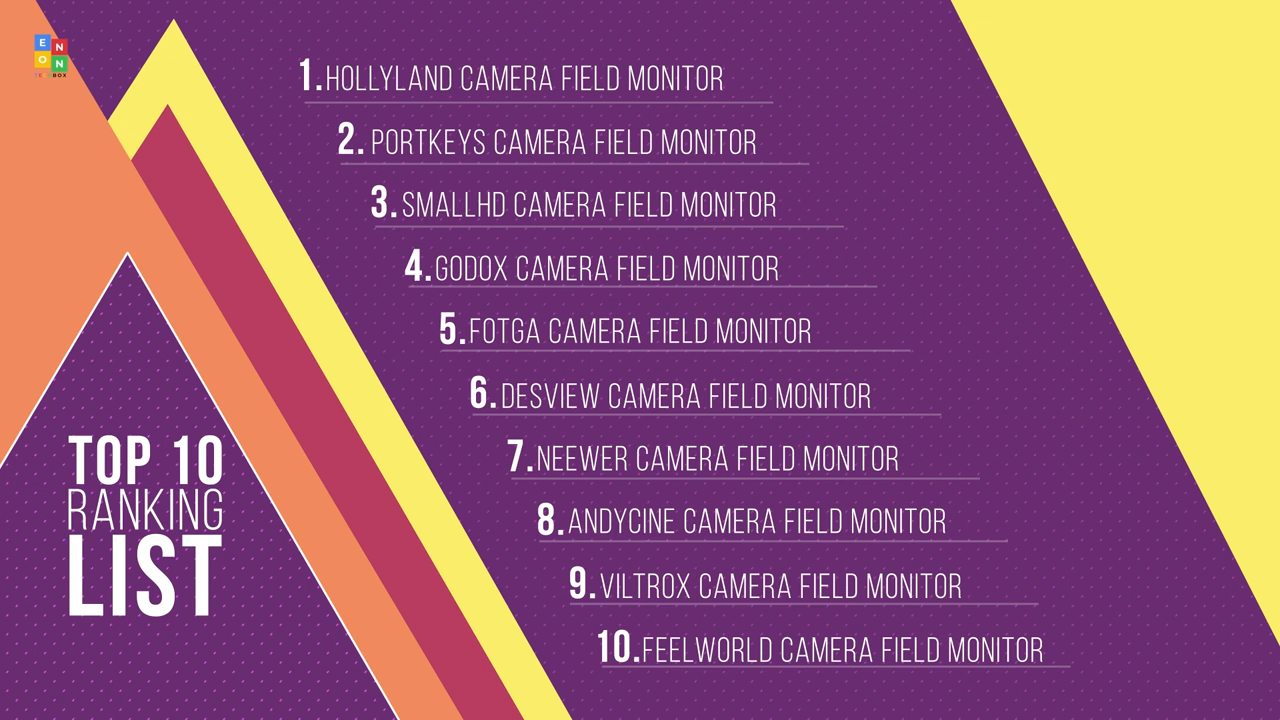 E N
O N
1. HOLLYLAND CAMERA FIELD MONITOR
2. PORTKEYS CAMERA FIELD MONITOR
3. SMALLHD CAMERA FIELD MONITOR
4. GODOX CAMERA FIELD MONITOR
5. FOTGA CAMERA FIELD MONITOR
6. DESVIEW CAMERA FIELD MONITOR
7. NEEWER CAMERA FIELD MONITOR
8. ANDYCINE CAMERA FIELD MONITOR
9. VILTROX CAMERA FIELD MONITOR
10. FEELWORLD CAMERA FIELD MONITOR
TOP 10
RANKING
LIST